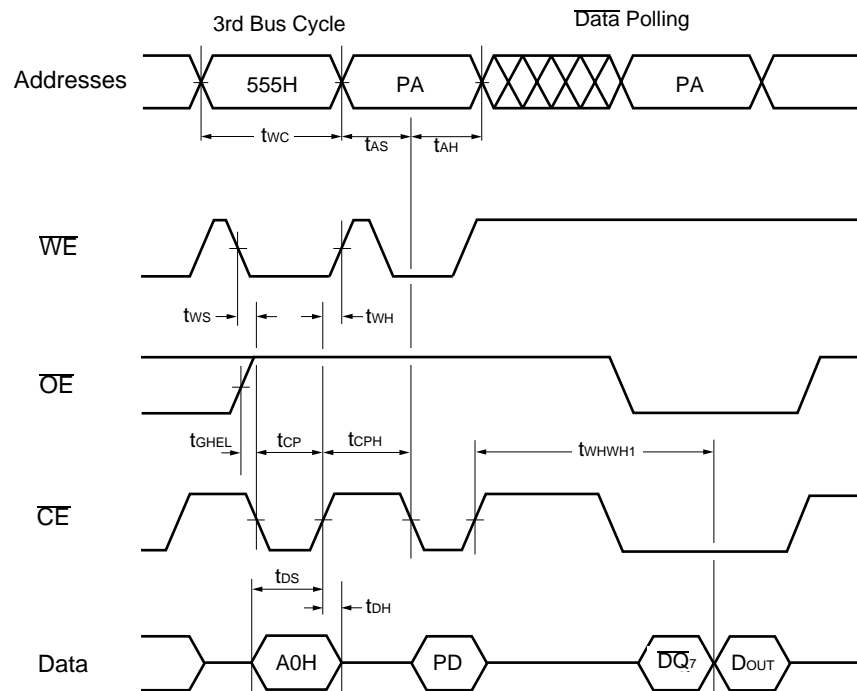 3rd Bus Cycle
Data Polling
Addresses
555H
PA
PA
tWC
tAS
tAH
WE
tWS
tWH
OE
tGHEL
tCP
tCPH
tWHWH1
CE
tDS
tDH
Data
A0H
PD
DQ7
DOUT